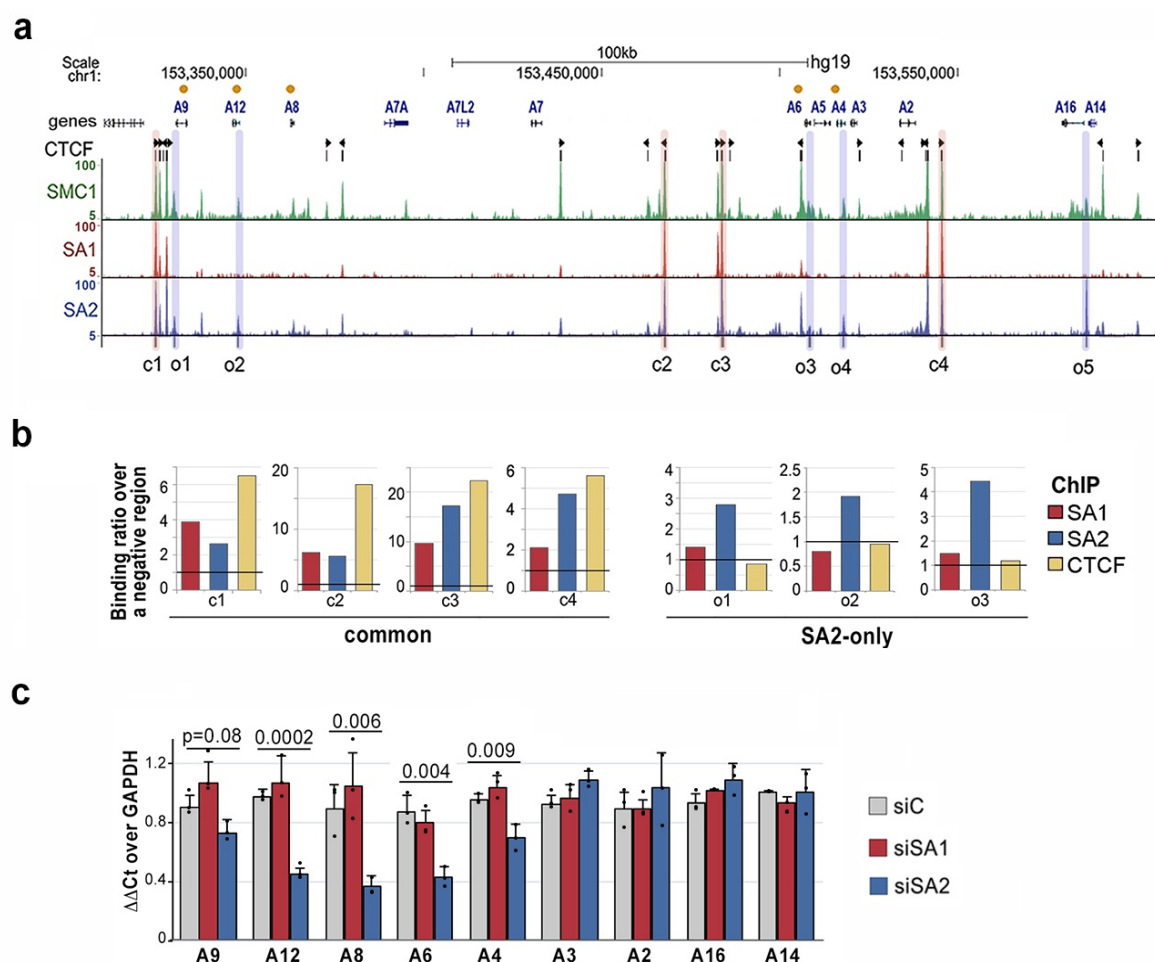 a
Scale
chr1:
100kb
hg19
153,350,000
153,450,000
153,550,000
genes
A9
A12
A8
A7A
A7L2
A7
A6
A5
A4
A3
A2
A16
A14
CTCF
100
SMC1
5
100
SA1
5
100
SA2
5
c1
o1
o2
c2
c3
o3
o4
c4
o5
b
Binding ratio over
a negative region
6
4
2
0
c1
20
10
0
c2
20
10
0
c3
6
4
2
0
c4
common
4
3
2
1
0
o1
2.5
2
1.5
1
0.5
0
o2
5
4
3
2
1
0
o3
SA2-only
ChIP
SA1
SA2
CTCF
c
ΔΔCt over GAPDH
1.2
0.8
0.4
0
p=0.08
0.0002
0.006
0.004
0.009
A9
A12
A8
A6
A4
A3
A2
A16
A14
siC
siSA1
siSA2